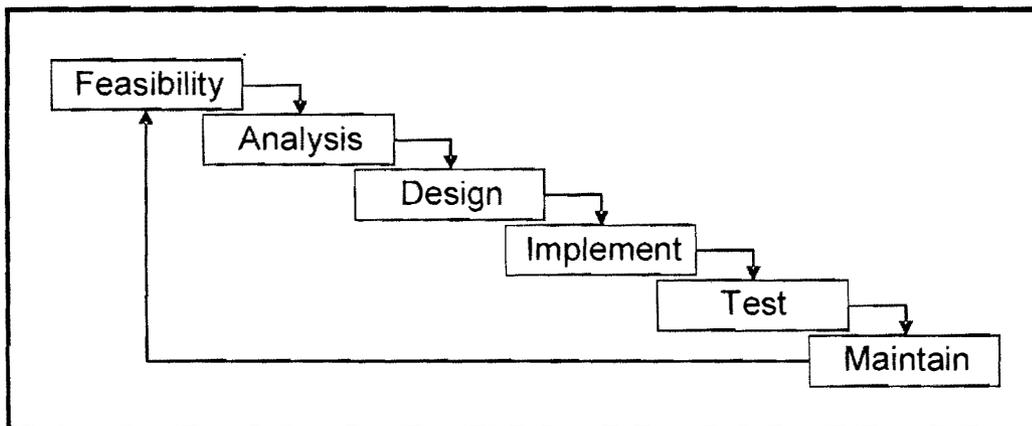 Feasibility
Analysis
Design
Implement
Test
Maintain